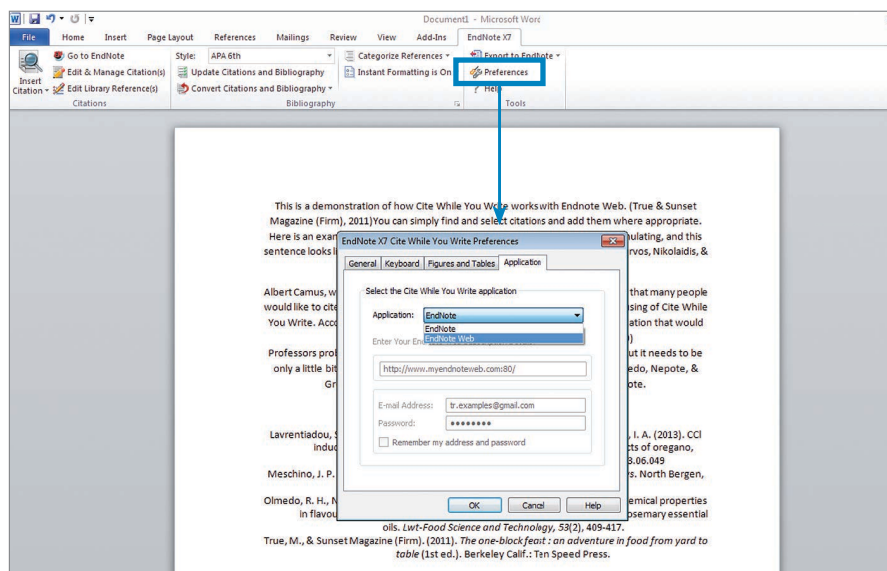 Document1 - Microsoft Word
File Home Insert Page Layout References Mailings Review View Add-Ins EndNote X7
Insert Citation
Go to EndNote
Edit & Manage Citation(s)
Edit Library Reference(s)
Citations
Style: APA 6th
Update Citations and Bibliography
Convert Citations and Bibliography
Categorize References
Instant Formatting is On
Bibliography
Export to Endnote
Preferences
Help
Tools
This is a demonstration of how Cite While You Wrote works with Endnote Web. (True & Sunset
Magazine (Firm), 2011)You can simply find and select citations and add them where appropriate.
Here is an exam ulating, and this
sentence looks li rvos, Nikolaidis, &
Albert Camus, w that many people
would like to cite sing of Cite While
You Write. Acco ation that would
Professors prob ut it needs to be
only a little bit edo, Nepote, &
Gr ote.
EndNote X7 Cite While You Write Preferences
General Keyboard Figures and Tables Application
Select the Cite While You Write application
Application: EndNote
EndNote
EndNote Web
Enter Your En
http://www.myendnoteweb.com:80/
E-mail Address: tr.examples@gmail.com
Password: ●●●●●●●●
Remember my address and password
OK Cancel Help
Lavrentiadou, S , I. A. (2013). CCl
induc cts of oregano,
3.06.049
Meschino, J. P. ys. North Bergen,
Olmedo, R. H., N emical properties
in flavou osemary essential
oils. Lwt-Food Science and Technology, 53(2), 409-417.
True, M., & Sunset Magazine (Firm). (2011). The one-block feast : an adventure in food from yard to
table (1st ed.). Berkeley Calif.: Ten Speed Press.